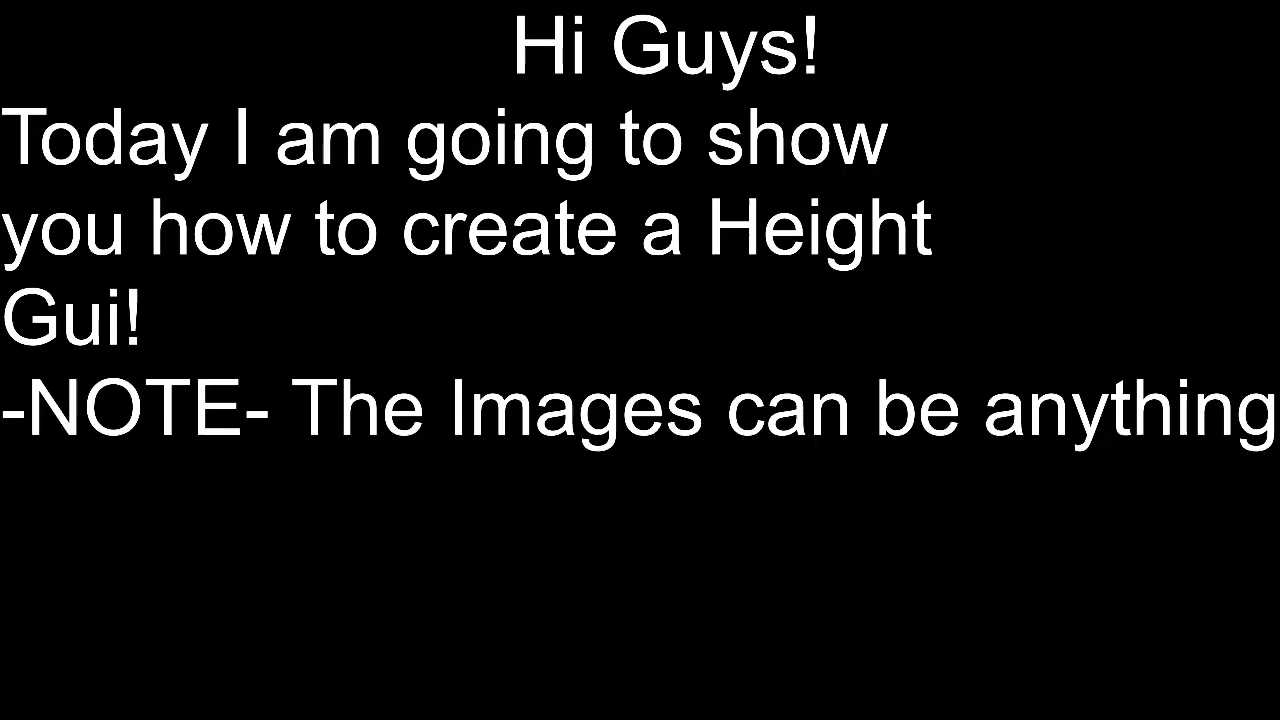 Hi Guys!
Today I am going to show
you how to create a Height
Gui!
-NOTE- The Images can be anything